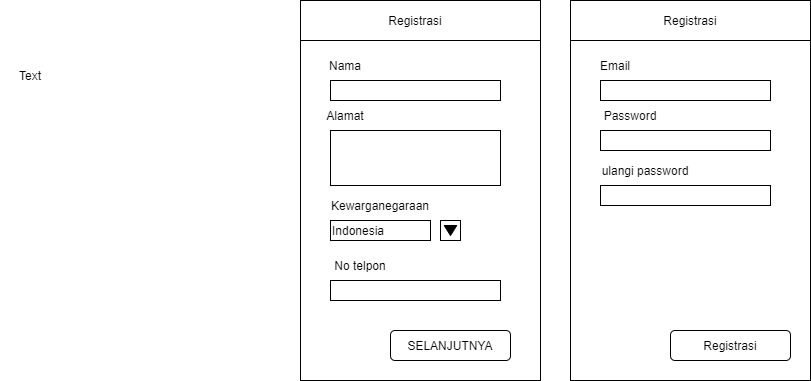 Text
Registrasi
Nama
Alamat
Kewarganegaraan
Indonesia
No telpon
SELANJUTNYA
Registrasi
Email
Password
ulangi password
Registrasi